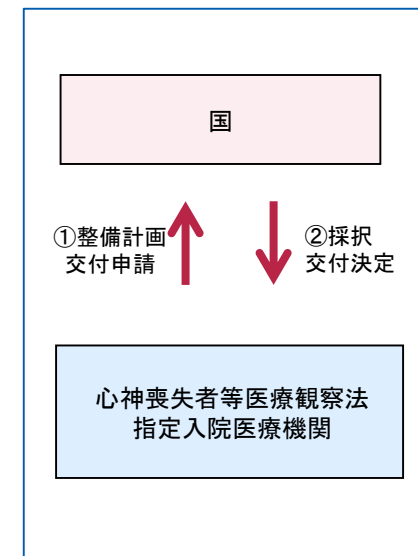 国
①整備計画
交付申請
②採択
交付決定
心神喪失者等医療観察法
指定入院医療機関